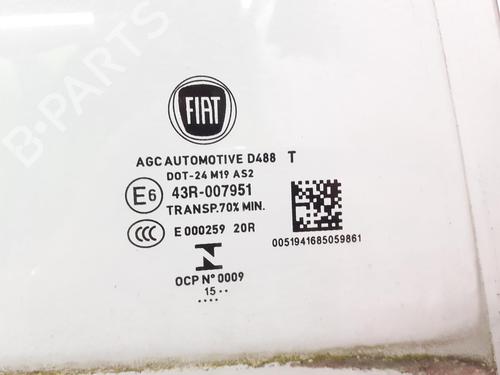 B-PARTS
FIAT
AGC AUTOMOTIVE D488 T
DOT-24 M19 AS2
E6 43R-007951
TRANSP.70% MIN.
CCC E 000259 20R
0051941685059861
N
OCP N° 0009
15 ••
••••